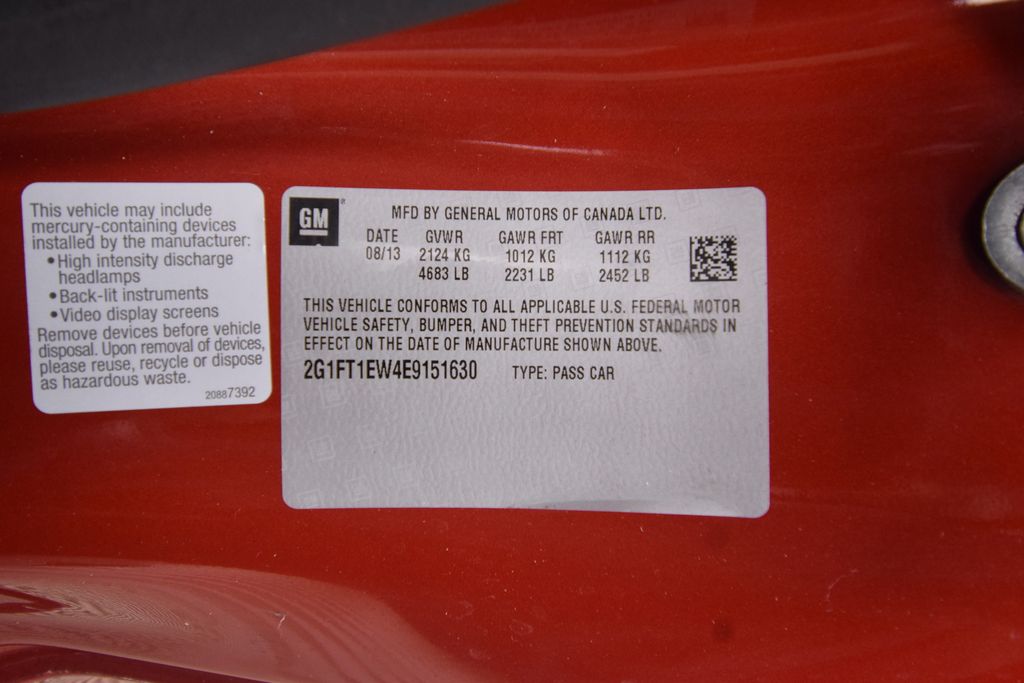 This vehicle may include
mercury-containing devices
installed by the manufacturer:
• High intensity discharge
headlamps
• Back-lit instruments
• Video display screens
Remove devices before vehicle
disposal. Upon removal of devices,
please reuse, recycle or dispose
as hazardous waste.
20887392
GM
MFD BY GENERAL MOTORS OF CANADA LTD.
DATE GVWR GAWR FRT GAWR RR
08/13 2124 KG 1012 KG 1112 KG
4683 LB 2231 LB 2452 LB
THIS VEHICLE CONFORMS TO ALL APPLICABLE U.S. FEDERAL MOTOR
VEHICLE SAFETY, BUMPER, AND THEFT PREVENTION STANDARDS IN
EFFECT ON THE DATE OF MANUFACTURE SHOWN ABOVE.
2G1FT1EW4E9151630 TYPE: PASS CAR